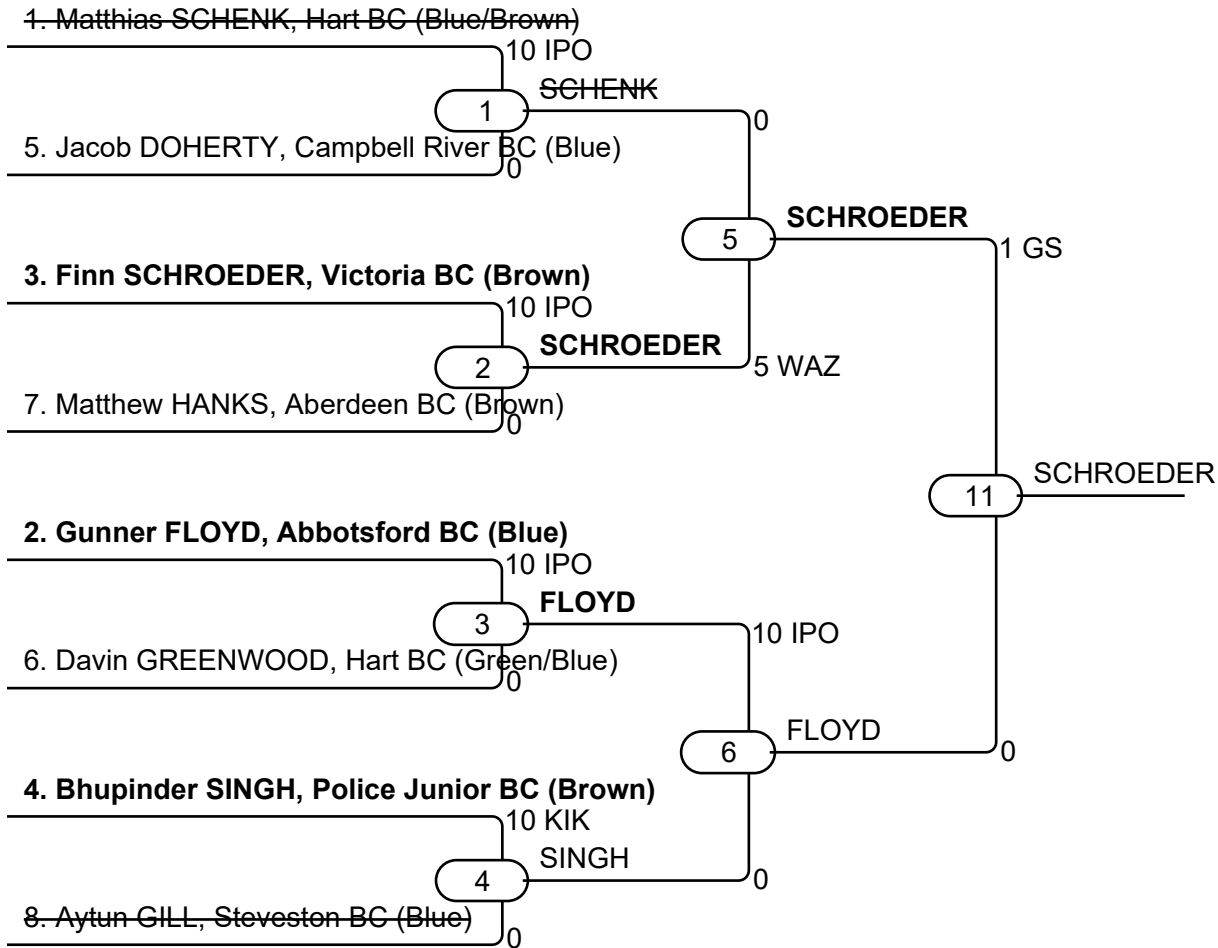 1. Matthias SCHENK, Hart BC (Blue/Brown)
10 IPO
SCHENK
1
0
5. Jacob DOHERTY, Campbell River BC (Blue)
0
SCHROEDER
5
1 GS
3. Finn SCHROEDER, Victoria BC (Brown)
10 IPO
SCHROEDER
2
5 WAZ
7. Matthew HANKS, Aberdeen BC (Brown)
0
SCHROEDER
11
2. Gunner FLOYD, Abbotsford BC (Blue)
10 IPO
FLOYD
3
10 IPO
6. Davin GREENWOOD, Hart BC (Green/Blue)
0
FLOYD
6
0
4. Bhupinder SINGH, Police Junior BC (Brown)
10 KIK
SINGH
4
0
8. Aytun GILL, Steveston BC (Blue)
0